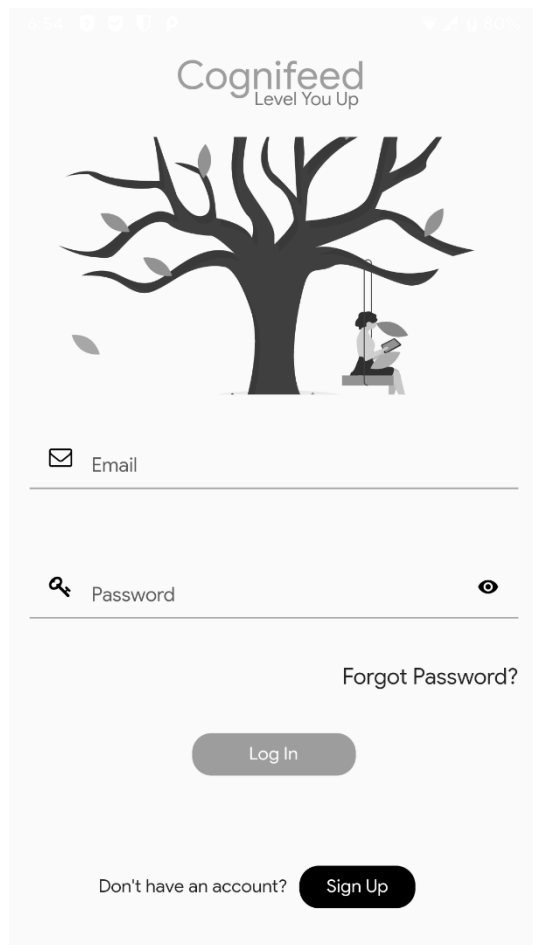 Cognifeed
Level You Up
Email
Password
Forgot Password?
Log In
Don't have an account? Sign Up